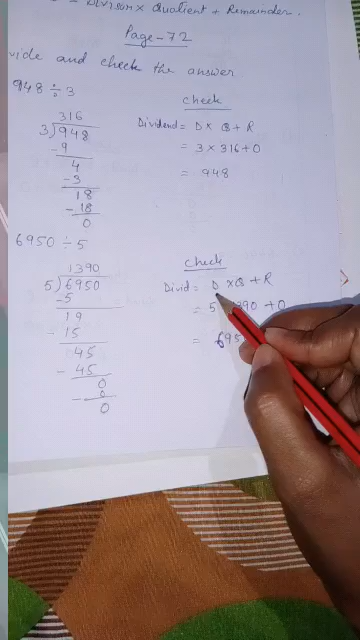 = Division × Quotient + Remainder.
Page-72
vide and check the answer
948 ÷ 3
316
3)948
-9
4
-3
18
-18
0
check
Dividend = D × Q + R
= 3 × 316 + 0
= 948
6950 ÷ 5
1390
5)6950
-5
19
- 15
45
- 45
0
- 0
0
check
Divid = D × Q + R
= 5 390 + 0
= 695